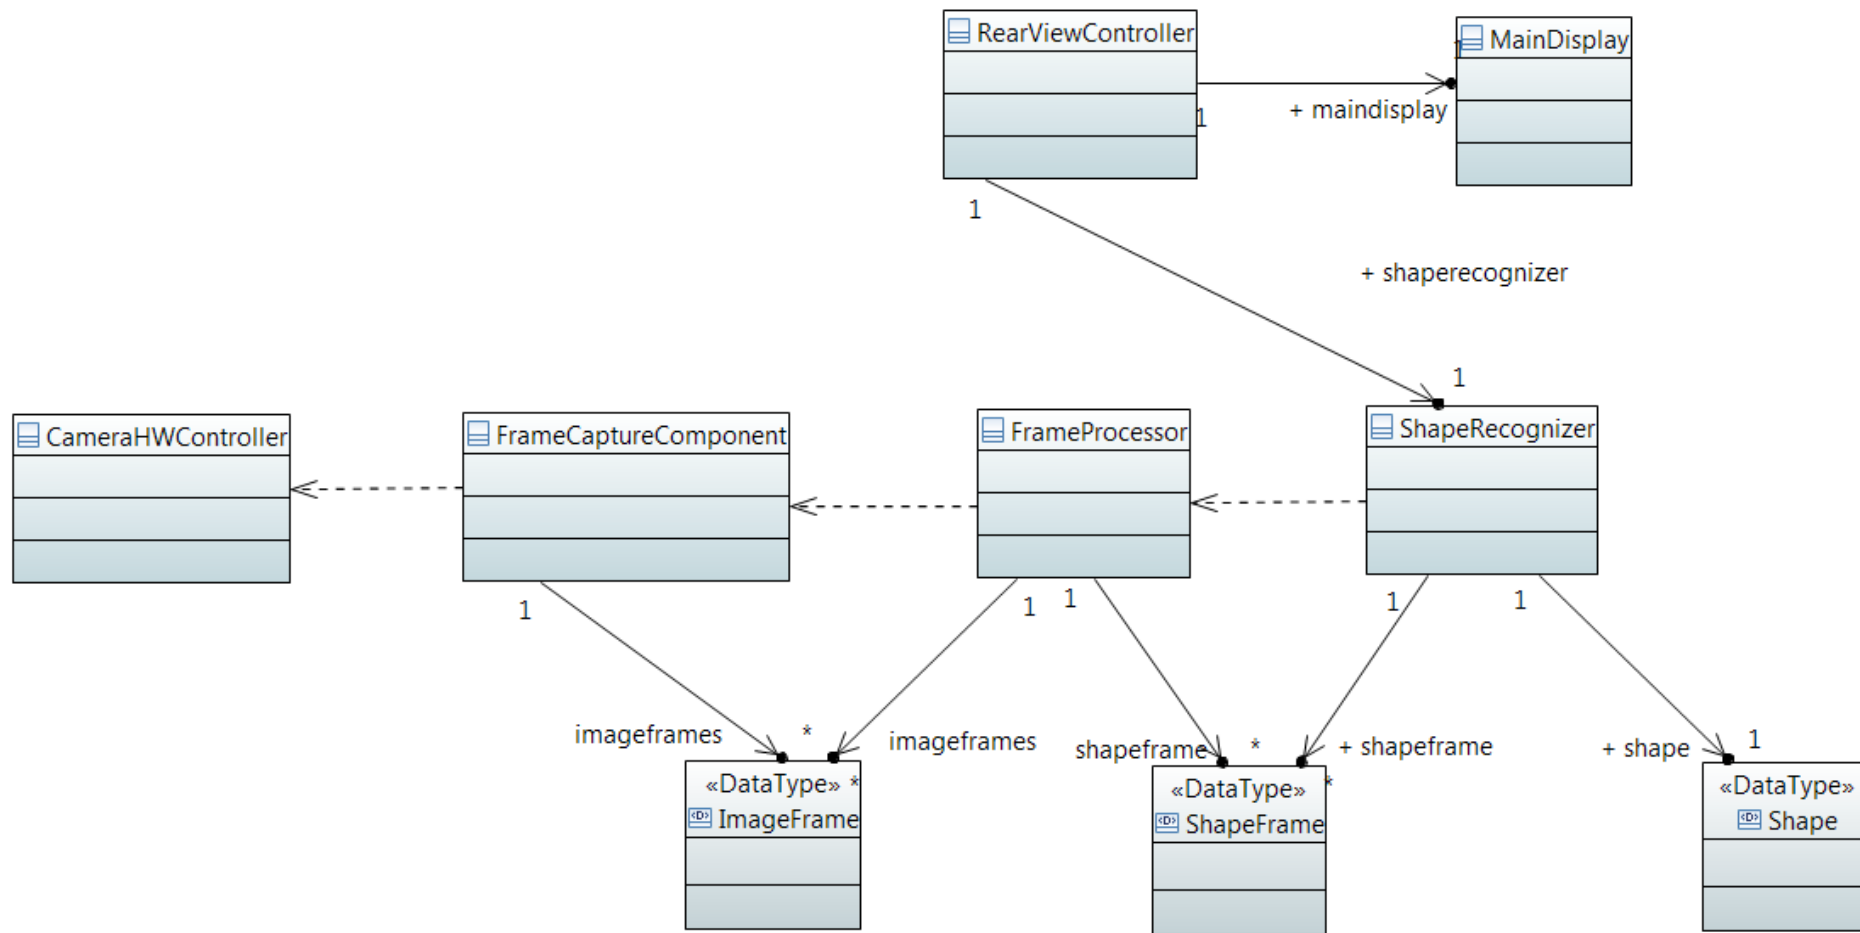 RearViewController
MainDisplay
1
1
+ maindisplay
1
+ shaperecognizer
1
CameraHWController
FrameCaptureComponent
FrameProcessor
ShapeRecognizer
1
1
1
1
1
imageframes
*
imageframes
shapeframe
*
+ shapeframe
+ shape
1
«DataType» *
ImageFrame
«DataType»
*
ShapeFrame
«DataType»
Shape